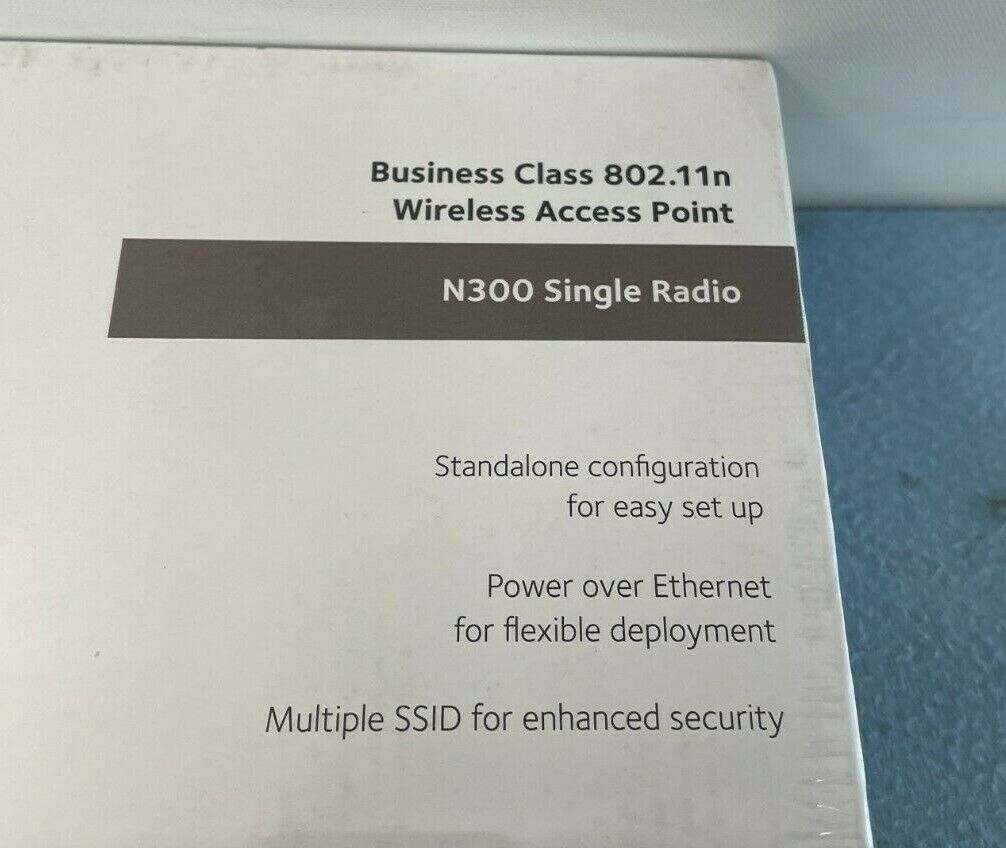 Business Class 802.11n
Wireless Access Point
N300 Single Radio
Standalone configuration
for easy set up
Power over Ethernet
for flexible deployment
Multiple SSID for enhanced security